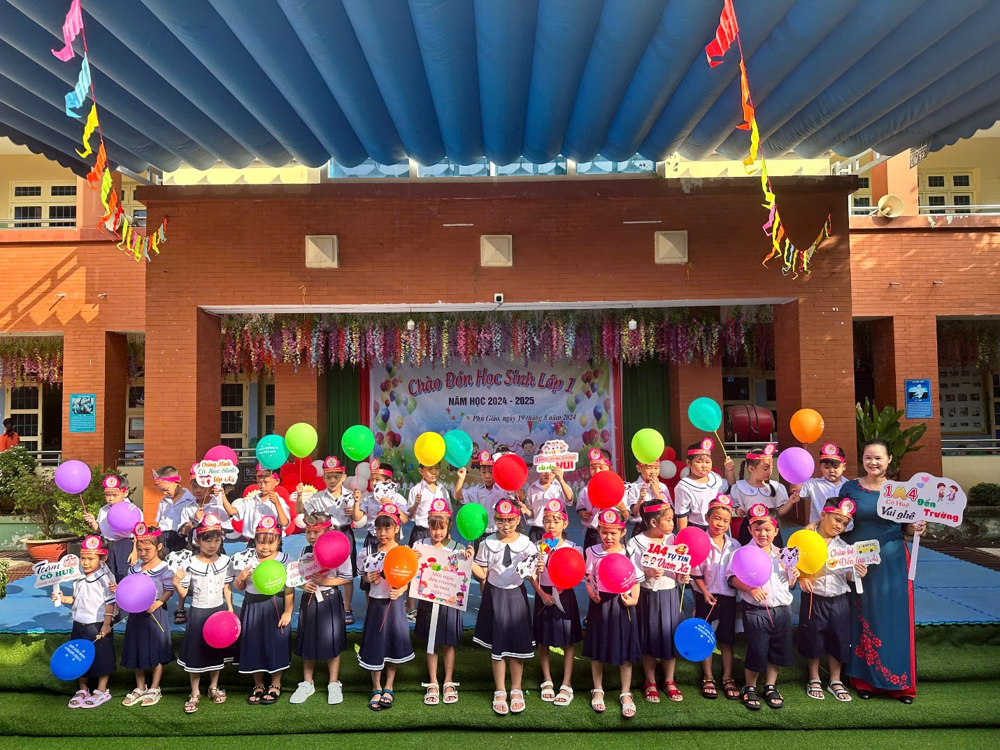 Chào Đón Học Sinh Lớp 1
NĂM HỌC 2024 - 2025
Phú Giáo, ngày 19 tháng 8 năm 2024
Chúng Mình
Là Học Sinh
lớp 1A4
LỚP CHÚNG MÌNH
rất rất VUI
1A4 Đến
Cô Huệ Trường
Vui ghê
Team
CÔ HUỆ
Mỗi ngày
đến trường
là một
ngày vui
1A4
TỰ TIN
Vươn Xa
Chào bé
Đến lớp 1A4
chúng mình